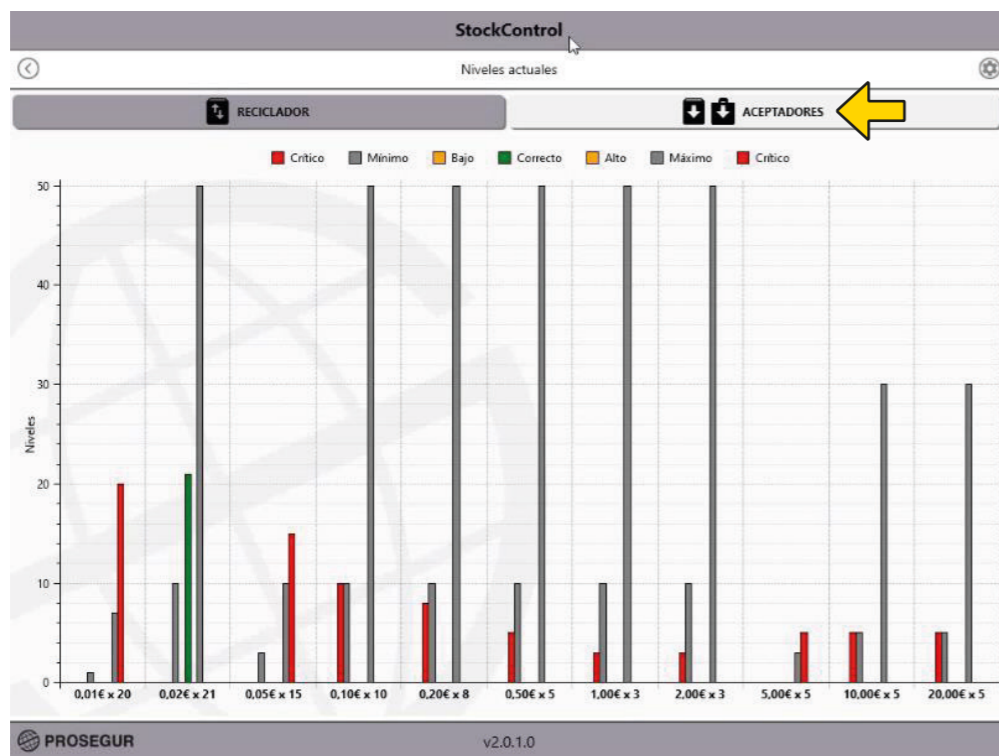 StockControl
Niveles actuales
RECICLADOR
ACEPTADORES
Crítico Mínimo Bajo Correcto Alto Máximo Crítico
50
40
30
Niveles
20
10
0
0,01€ x 20 0,02€ x 21 0,05€ x 15 0,10€ x 10 0,20€ x 8 0,50€ x 5 1,00€ x 3 2,00€ x 3 5,00€ x 5 10,00€ x 5 20,00€ x 5
PROSEGUR
v2.0.1.0